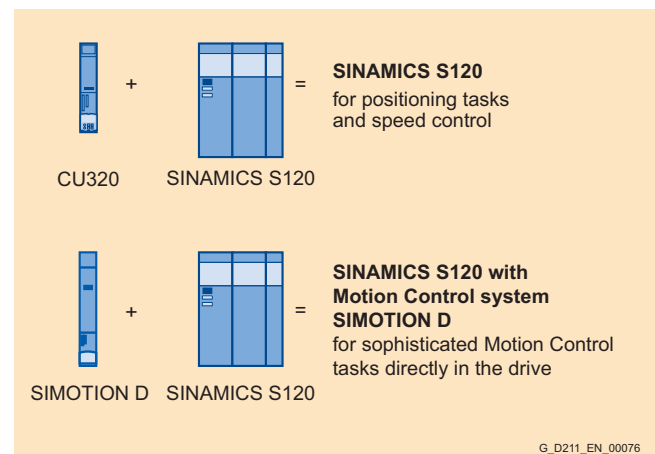 +
=
SINAMICS S120
for positioning tasks
and speed control
CU320
SINAMICS S120
+
=
SINAMICS S120 with
Motion Control system
SIMOTION D
for sophisticated Motion Control
tasks directly in the drive
SIMOTION D
SINAMICS S120
G_D211_EN_00076